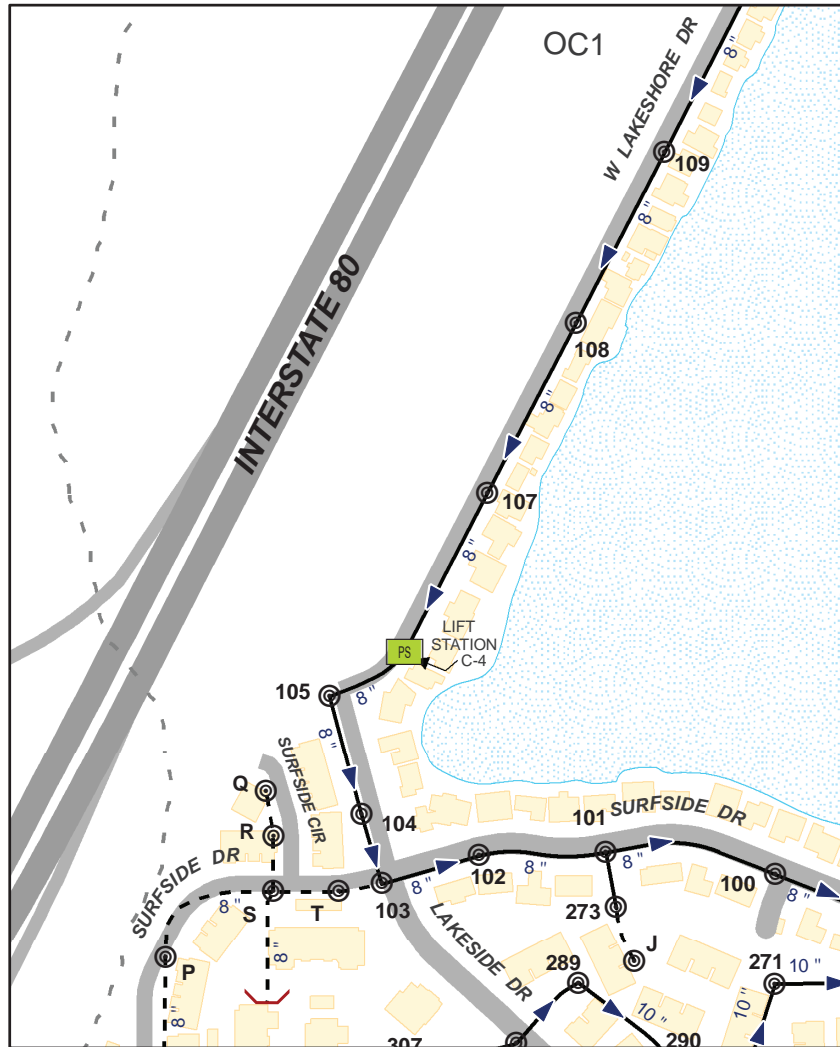 OC1
W LAKESHORE DR
8 "
109
8 "
INTERSTATE 80
108
8 "
107
8 "
LIFT
STATION
C-4
PS
105
8 "
8 "
SURFSIDE CIR
Q
R
104
101
SURFSIDE DR
SURFSIDE DR
8 "
S
T
103
8 "
102
8 "
8 "
100
8 "
273
LAKESIDE DR
J
P
8 "
8 "
289
271
10 "
10 "
10 "
307
290